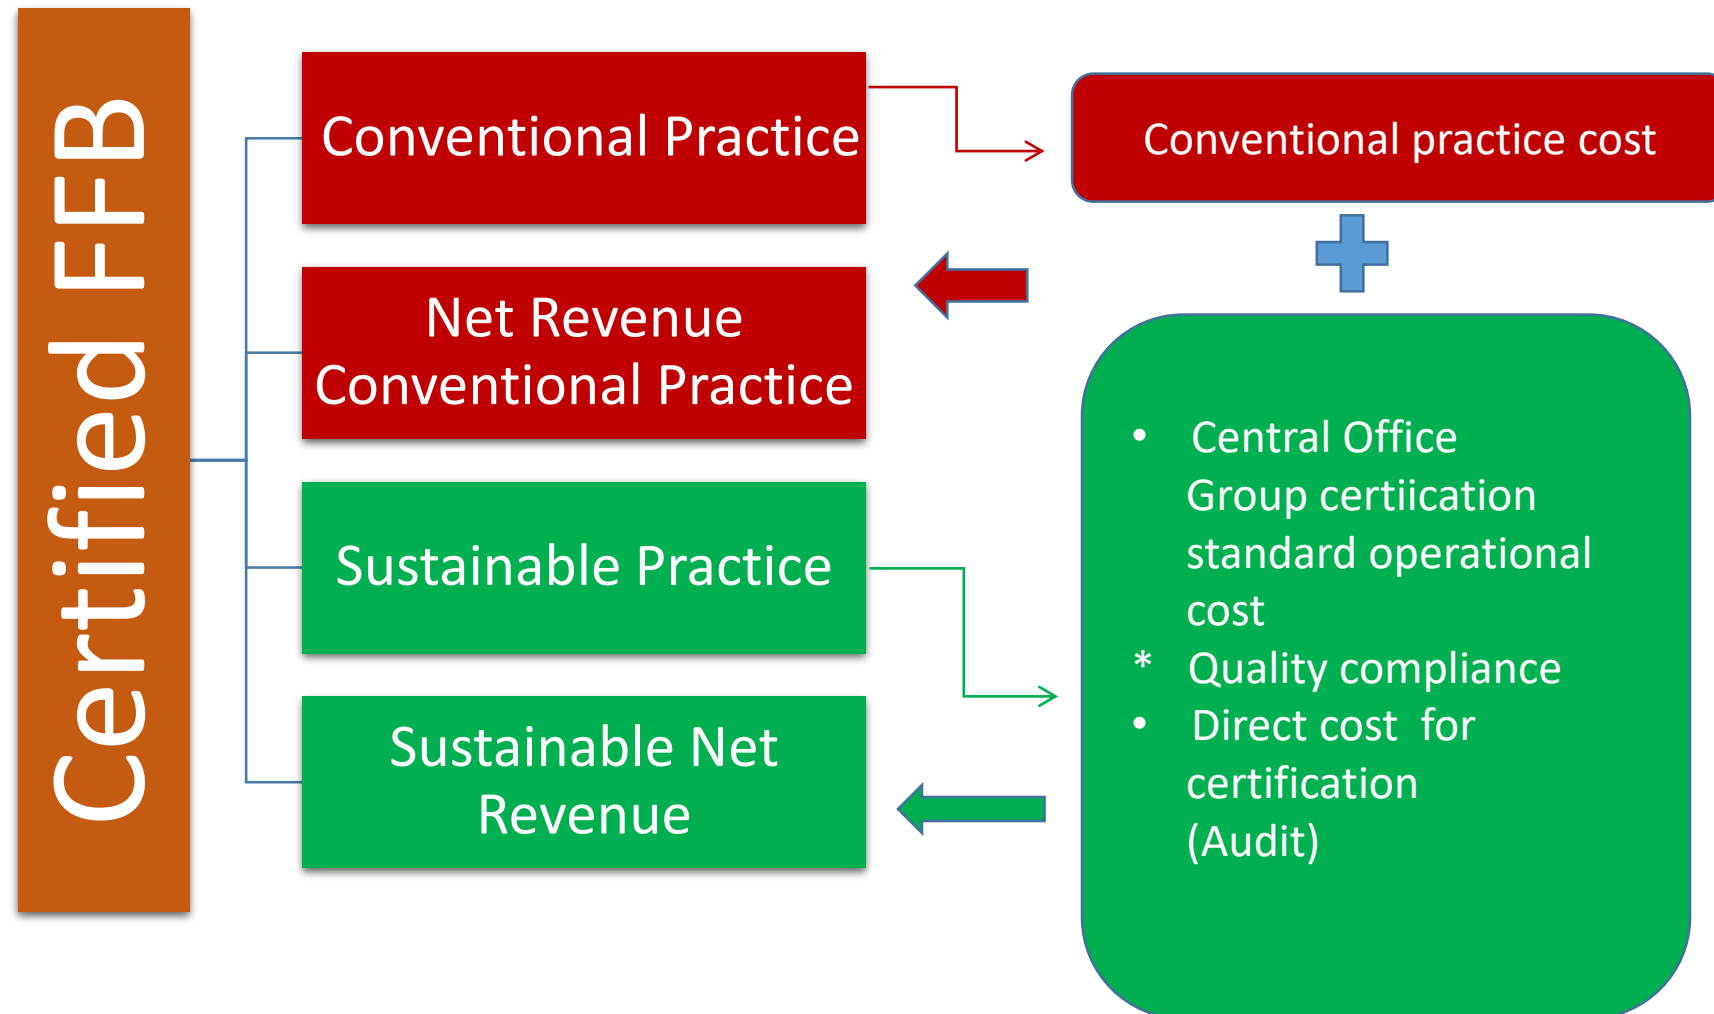 Certified FFB
Conventional Practice
Net Revenue
Conventional Practice
Sustainable Practice
Sustainable Net
Revenue
Conventional practice cost
• Central Office
Group certiication
standard operational
cost
* Quality compliance
• Direct cost for
certification
(Audit)